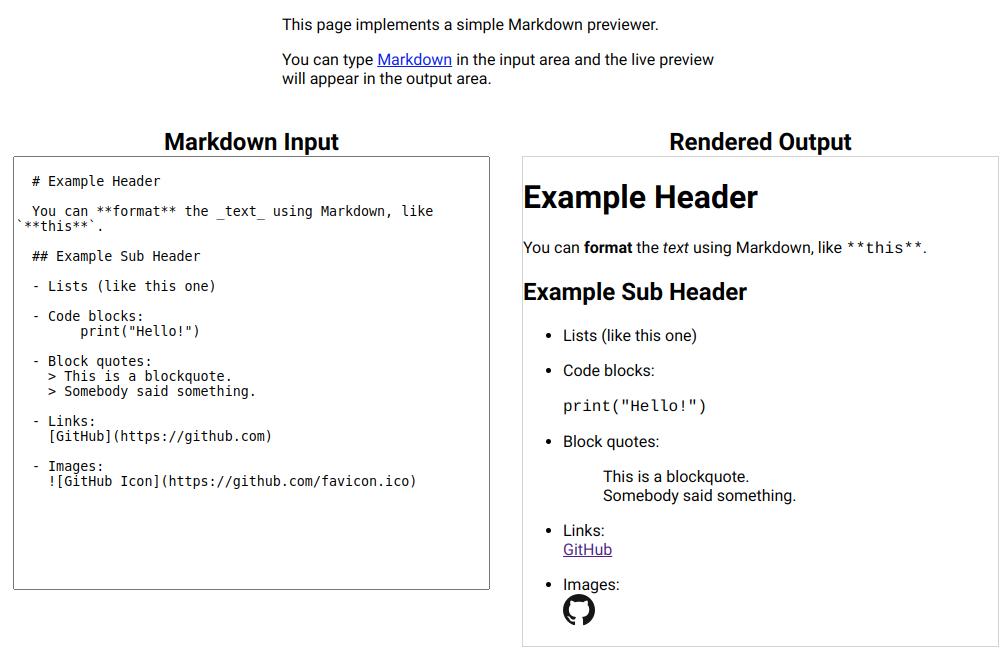 This page implements a simple Markdown previewer.
You can type Markdown in the input area and the live preview
will appear in the output area.
Markdown Input
# Example Header
You can **format** the _text_ using Markdown, like
`**this**`.
## Example Sub Header
- Lists (like this one)
- Code blocks:
print("Hello!")
- Block quotes:
> This is a blockquote.
> Somebody said something.
- Links:
[GitHub](https://github.com)
- Images:
![GitHub Icon](https://github.com/favicon.ico)
Rendered Output
Example Header
You can format the text using Markdown, like **this**.
Example Sub Header
• Lists (like this one)
• Code blocks:
print("Hello!")
• Block quotes:
This is a blockquote.
Somebody said something.
• Links:
GitHub
• Images: